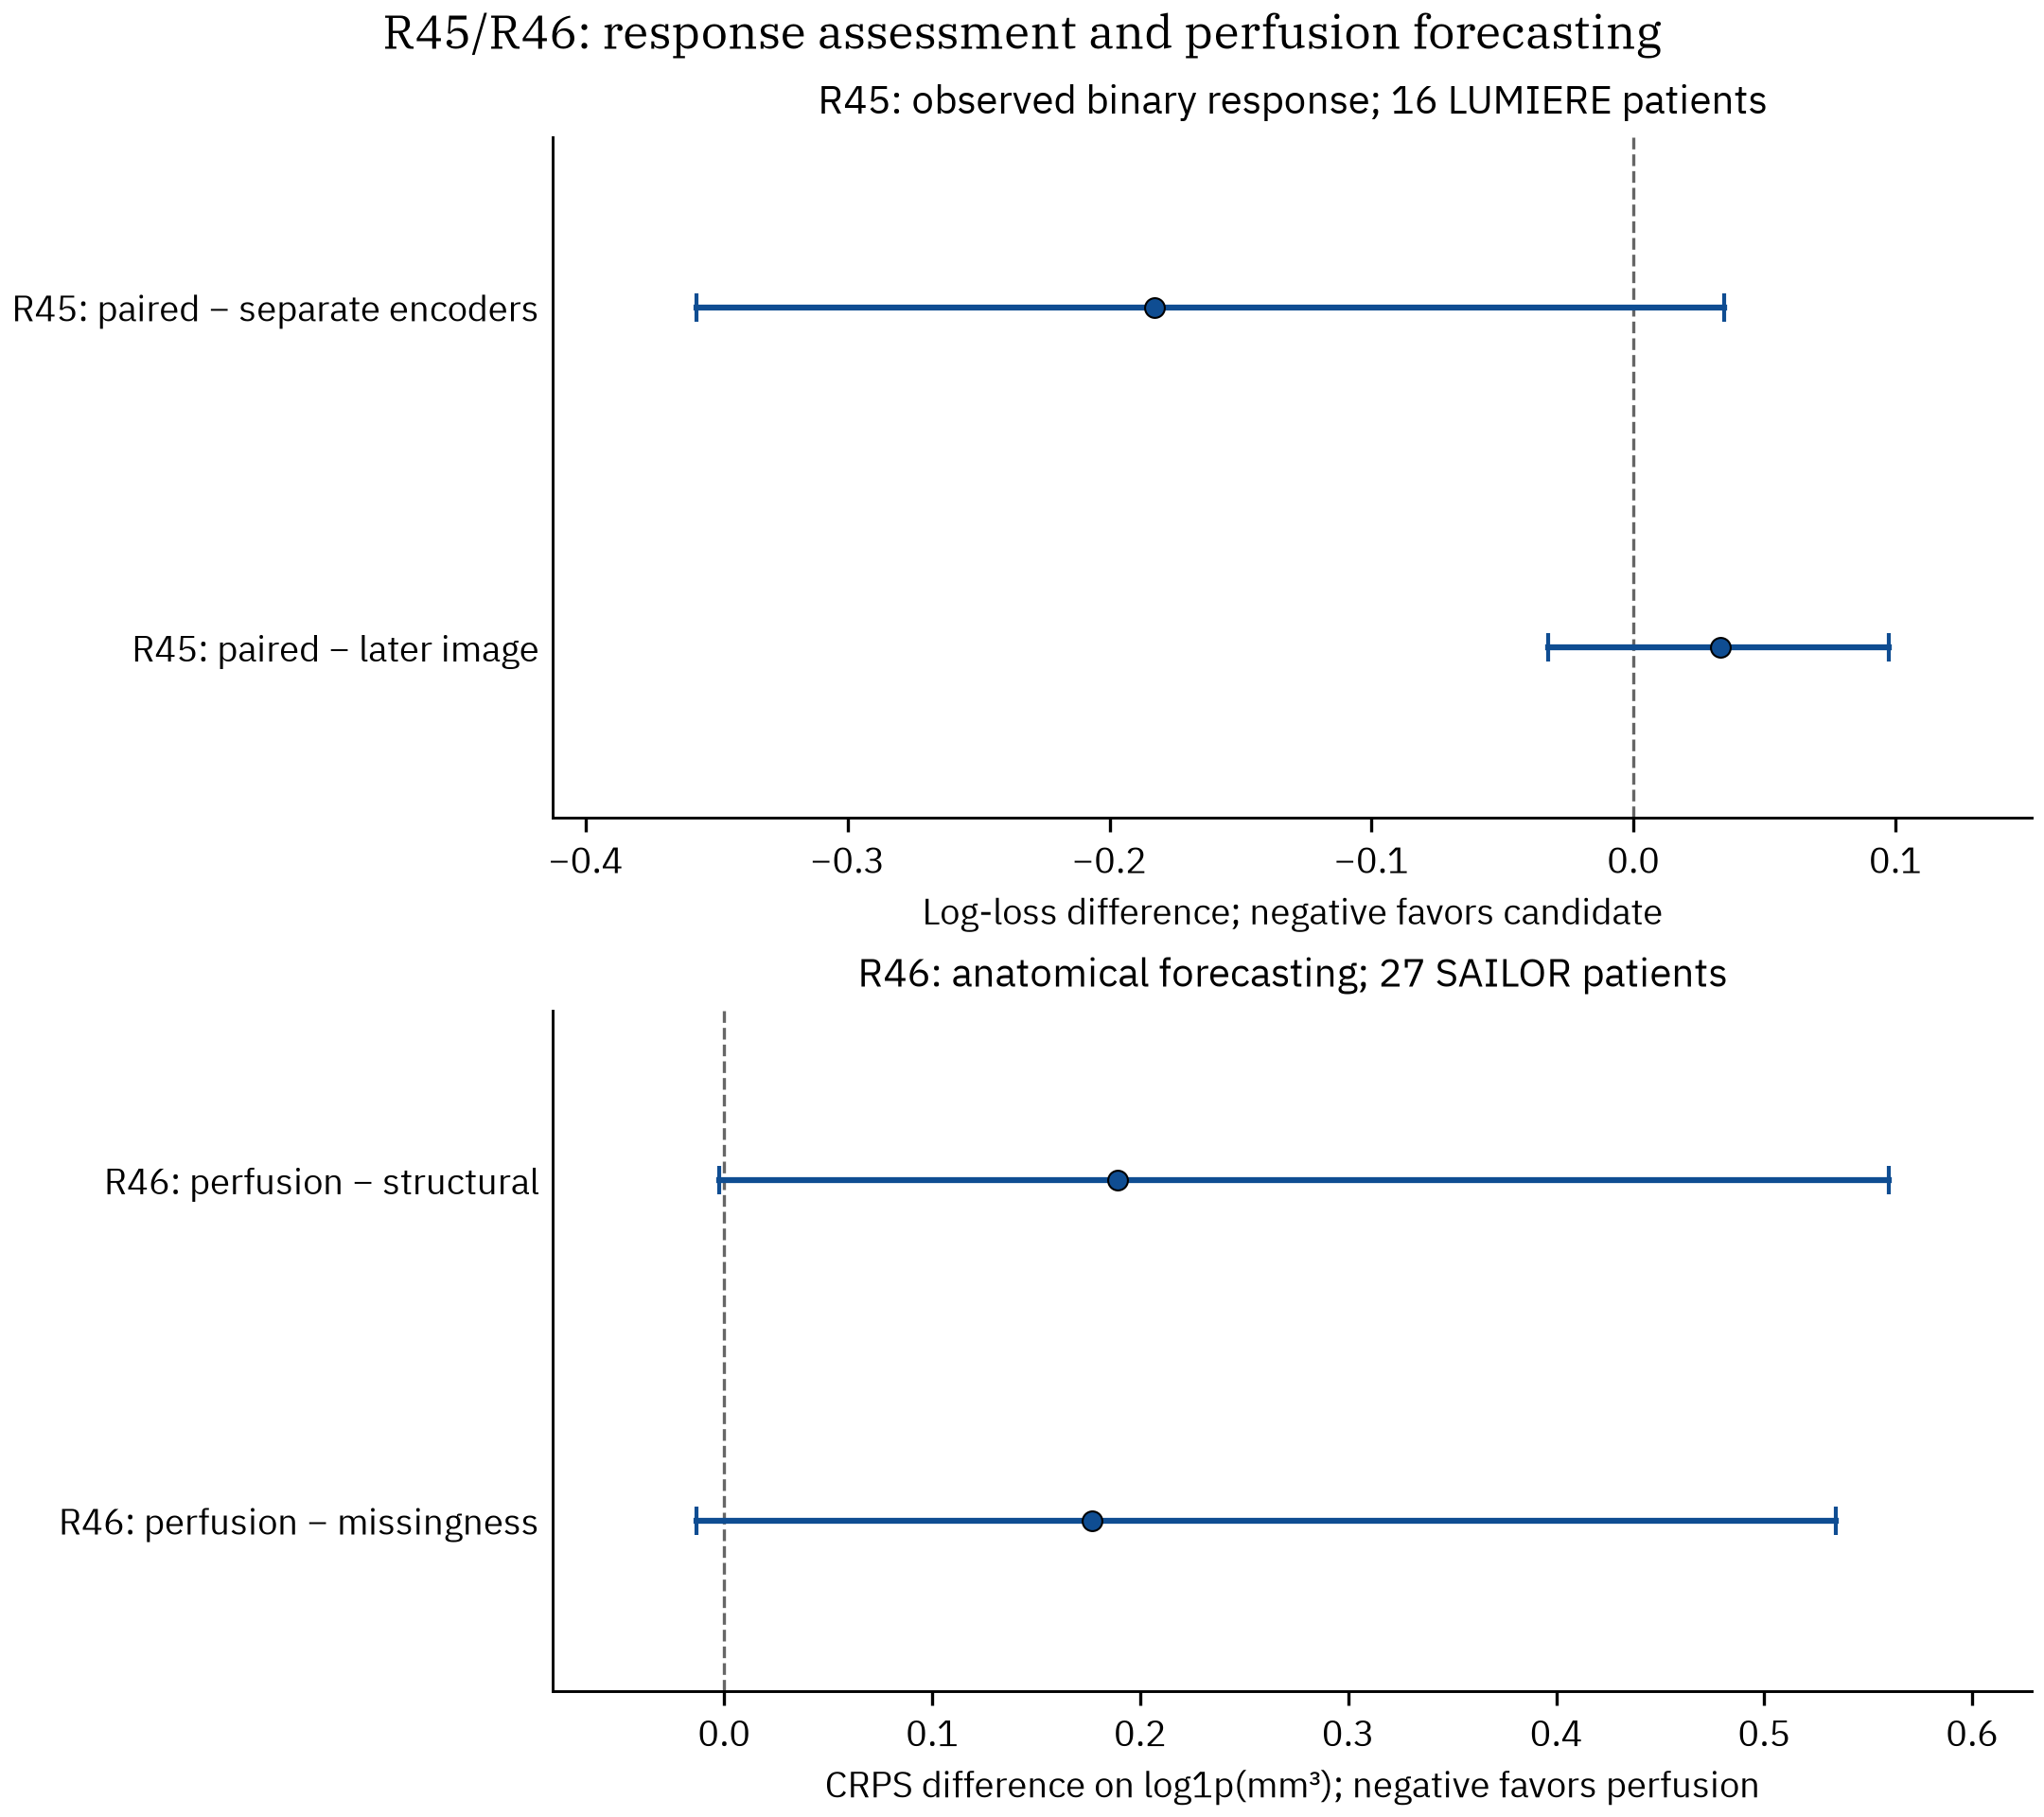 R45/R46: response assessment and perfusion forecasting
R45: observed binary response; 16 LUMIERE patients
R45: paired – separate encoders
R45: paired – later image
−0.4 −0.3 −0.2 −0.1 0.0 0.1
Log-loss difference; negative favors candidate
R46: anatomical forecasting; 27 SAILOR patients
R46: perfusion – structural
R46: perfusion – missingness
0.0 0.1 0.2 0.3 0.4 0.5 0.6
CRPS difference on log1p(mm³); negative favors perfusion